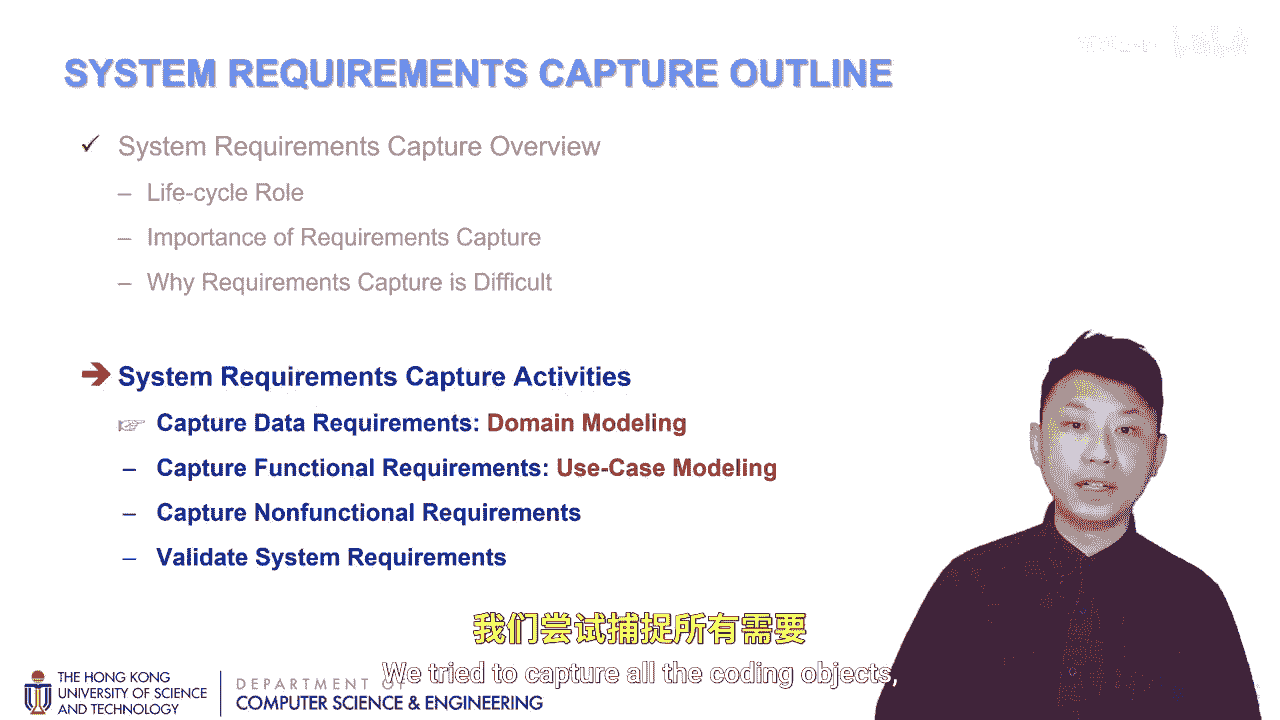 SYSTEM REQUIREMENTS CAPTURE OUTLINE
✓ System Requirements Capture Overview
– Life-cycle Role
– Importance of Requirements Capture
– Why Requirements Capture is Difficult
➔ System Requirements Capture Activities
☞ Capture Data Requirements: Domain Modeling
– Capture Functional Requirements: Use-Case Modeling
– Capture Nonfunctional Requirements
– Validate System Requirements
我们尝试捕捉所有需要
We tried to capture all the coding objects,
THE HONG KONG
UNIVERSITY OF SCIENCE
AND TECHNOLOGY
DEPARTMENT OF
COMPUTER SCIENCE & ENGINEERING